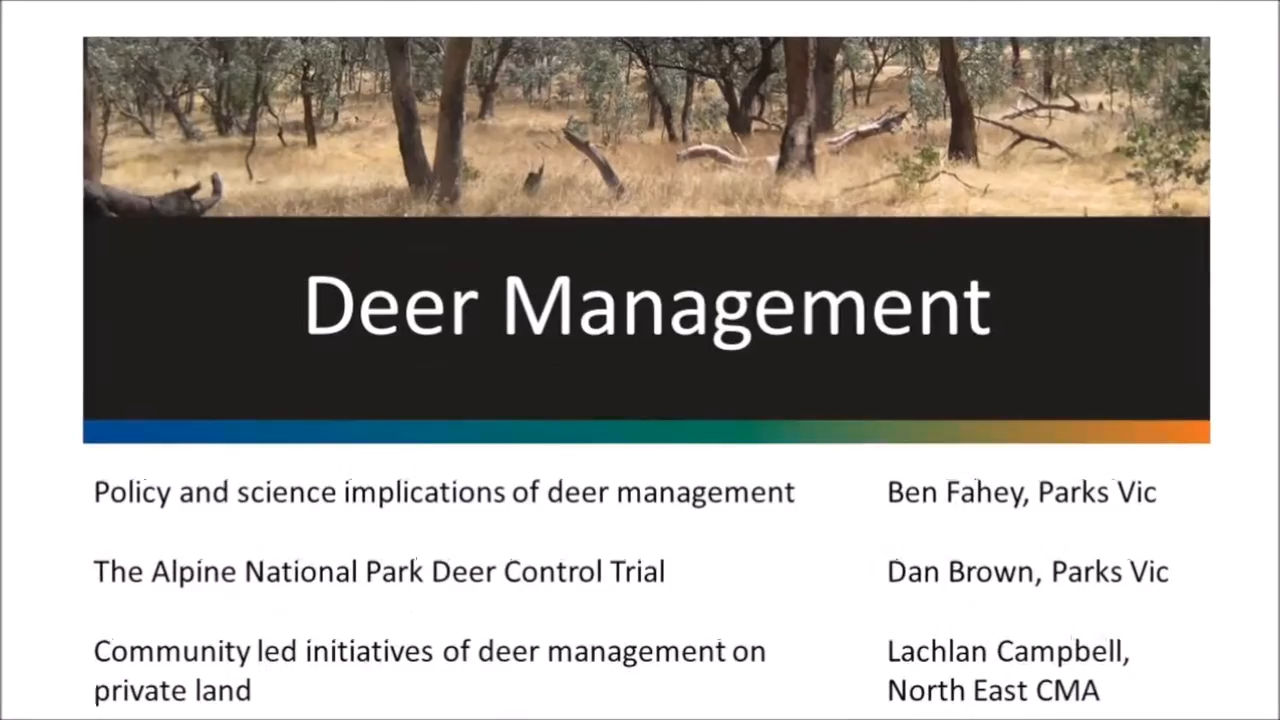 Deer Management
Policy and science implications of deer management
Ben Fahey, Parks Vic
The Alpine National Park Deer Control Trial
Dan Brown, Parks Vic
Community led initiatives of deer management on
private land
Lachlan Campbell,
North East CMA